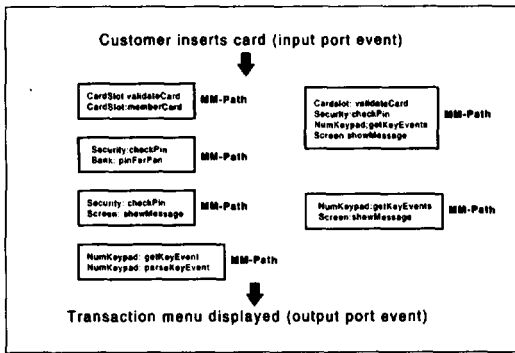 Customer inserts card (input port event)
CardSlot validateCard
CardSlot:memberCard
MM-Path
Cardslot: validateCard
Security:checkPin
NumKeypad:getKeyEvents
Screen:showMessage
MM-Path
Security:checkPin
Bank: pinForPan
MM-Path
Security: checkPin
Screen: showMessage
MM-Path
NumKeypad:getKeyEvents
Screen:showMessage
MM-Path
NumKeypad: getKeyEvent
NumKeypad: parseKeyEvent
MM-Path
Transaction menu displayed (output port event)